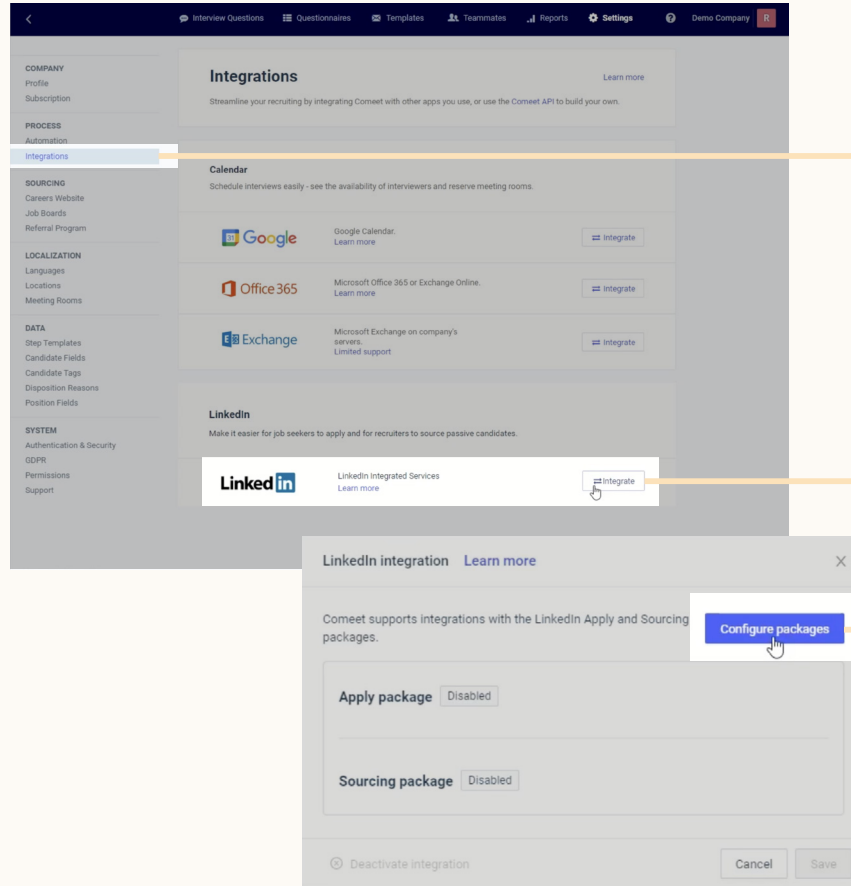 Interview Questions Questionnaires Templates Teammates Reports Settings Demo Company R
COMPANY
Profile
Subscription
PROCESS
Automation
Integrations
SOURCING
Careers Website
Job Boards
Referral Program
LOCALIZATION
Languages
Locations
Meeting Rooms
DATA
Step Templates
Candidate Fields
Candidate Tags
Disposition Reasons
Position Fields
SYSTEM
Authentication & Security
GDPR
Permissions
Support
Integrations Learn more
Streamline your recruiting by integrating Comeet with other apps you use, or use the Comeet API to build your own.
Calendar
Schedule interviews easily - see the availability of interviewers and reserve meeting rooms.
31 Google
Google Calendar.
Learn more
Integrate
Office 365
Microsoft Office 365 or Exchange Online.
Learn more
Integrate
E Exchange
Microsoft Exchange on company's
servers.
Limited support
Integrate
LinkedIn
Make it easier for job seekers to apply and for recruiters to source passive candidates.
Linked in
LinkedIn Integrated Services
Learn more
Integrate
LinkedIn integration Learn more X
Comeet supports integrations with the LinkedIn Apply and Sourcing
packages.
Configure packages
Apply package Disabled
Sourcing package Disabled
Deactivate integration Cancel Save